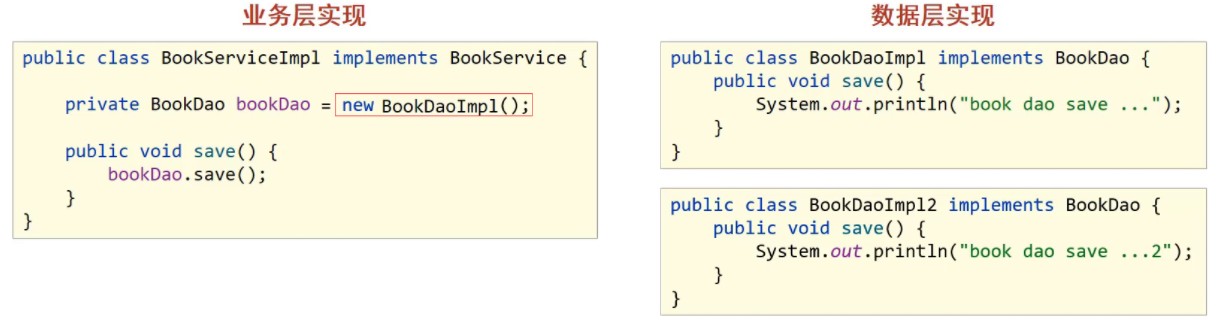 业务层实现
public class BookServiceImpl implements BookService {
private BookDao bookDao = new BookDaoImpl();
public void save() {
bookDao.save();
}
}
数据层实现
public class BookDaoImpl implements BookDao {
public void save() {
System.out.println("book dao save ...");
}
}
public class BookDaoImpl2 implements BookDao {
public void save() {
System.out.println("book dao save ...2");
}
}